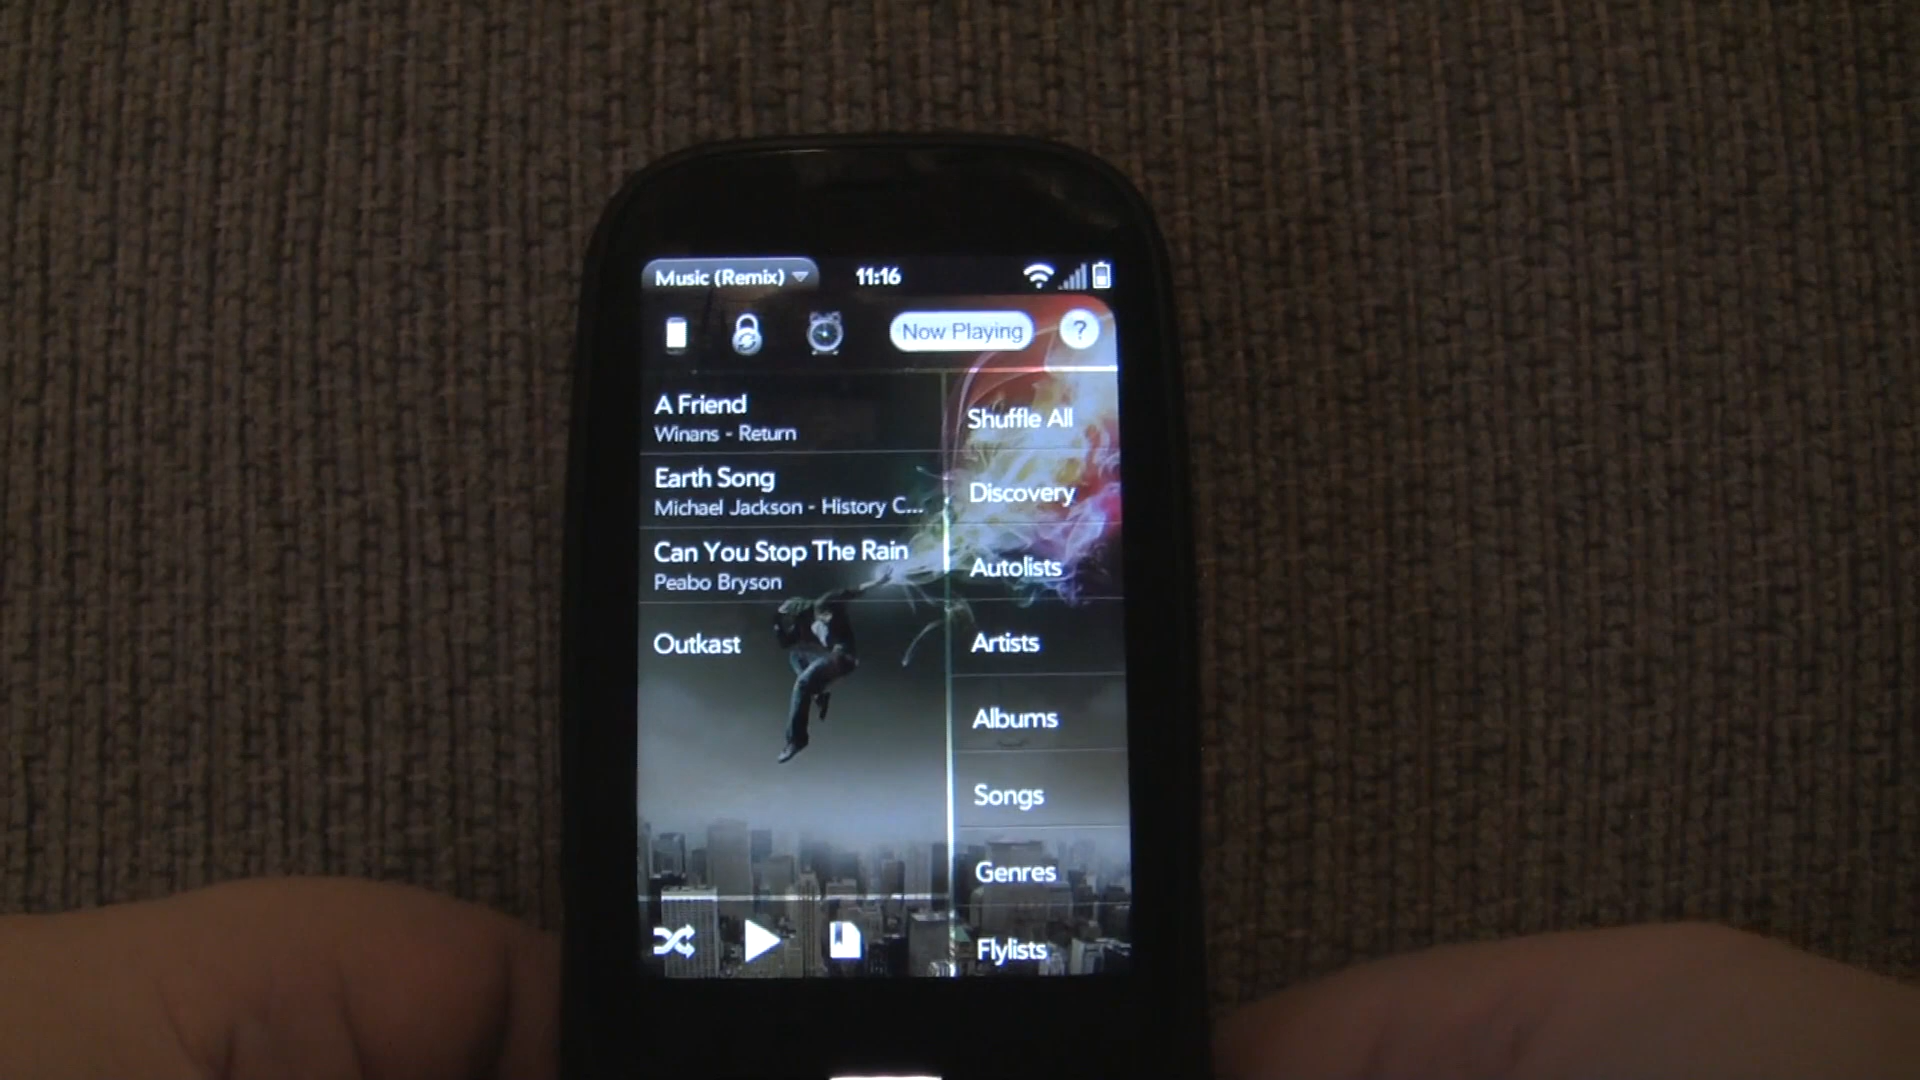 Music (Remix)
11:16
Now Playing
?
A Friend
Winans - Return
Earth Song
Michael Jackson - History C...
Can You Stop The Rain
Peabo Bryson
Outkast
Shuffle All
Discovery
Autolists
Artists
Albums
Songs
Genres
Flylists